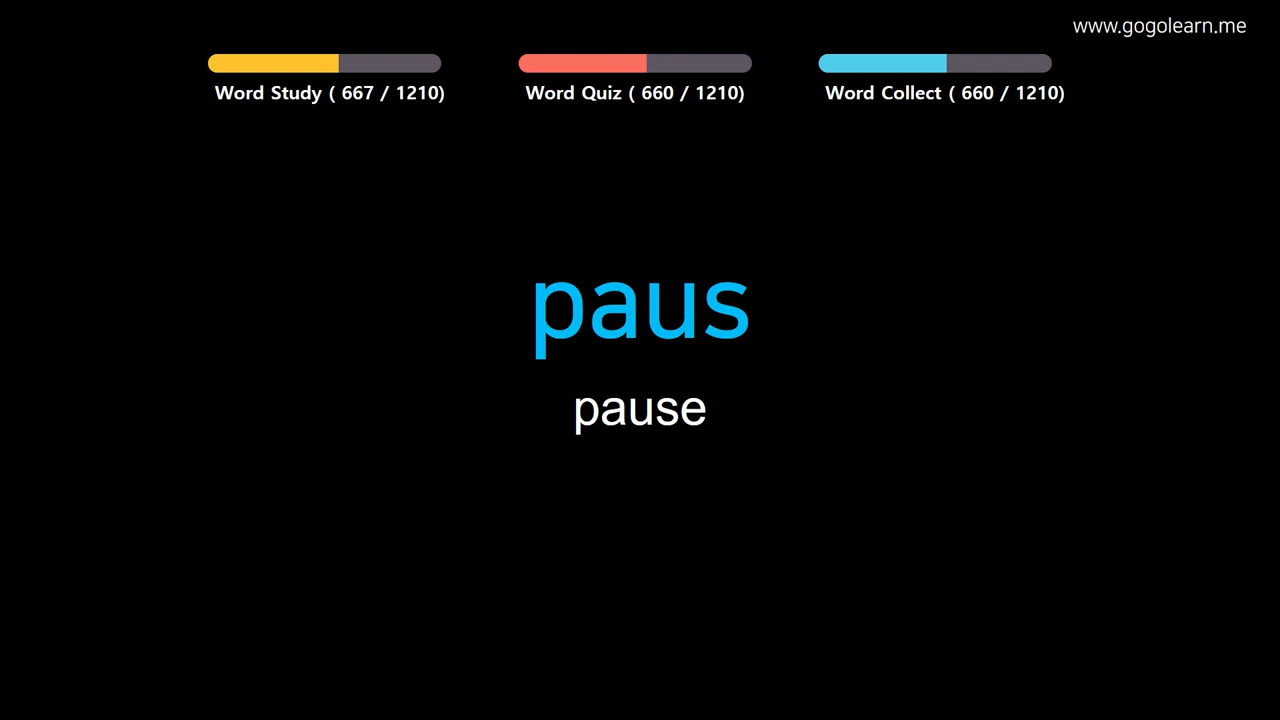 www.gogolearn.me
Word Study ( 667 / 1210)
Word Quiz ( 660 / 1210)
Word Collect ( 660 / 1210)
paus
pause